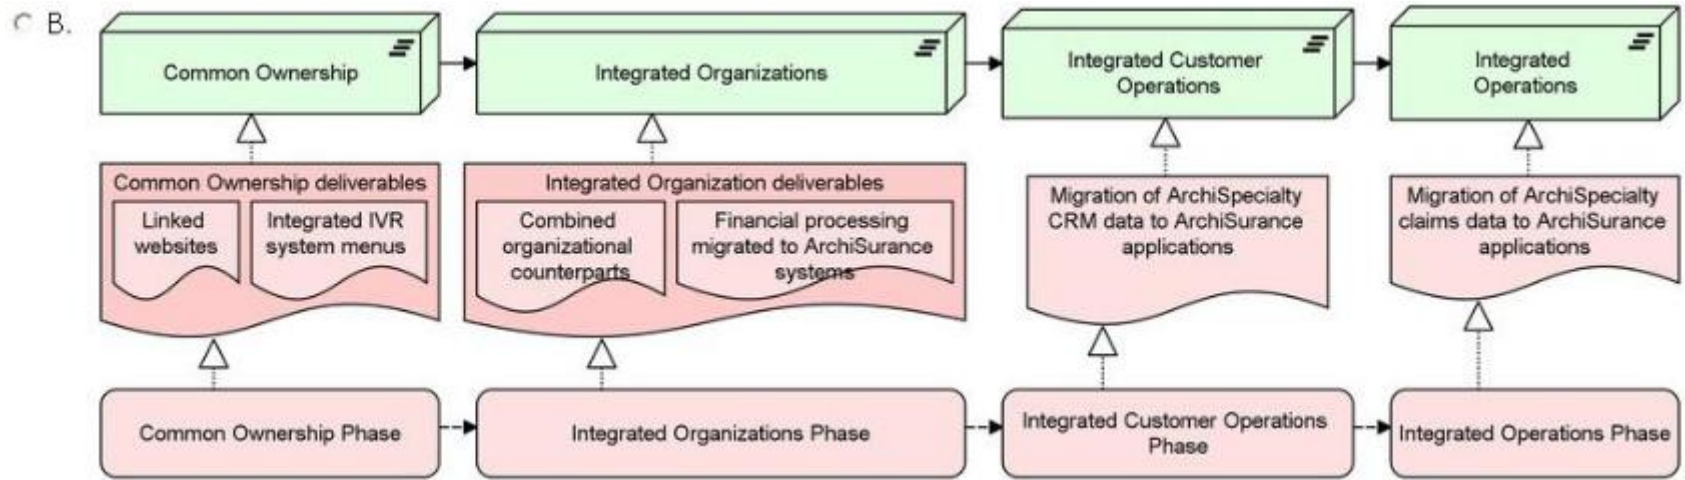 B.
Common Ownership
Integrated Organizations
Integrated Customer
Operations
Integrated
Operations
Common Ownership deliverables
Linked
websites
Integrated IVR
system menus
Integrated Organization deliverables
Combined
organizational
counterparts
Financial processing
migrated to ArchiSurance
systems
Migration of ArchiSpecialty
CRM data to ArchiSurance
applications
Migration of ArchiSpecialty
claims data to ArchiSurance
applications
Common Ownership Phase
Integrated Organizations Phase
Integrated Customer Operations
Phase
Integrated Operations Phase